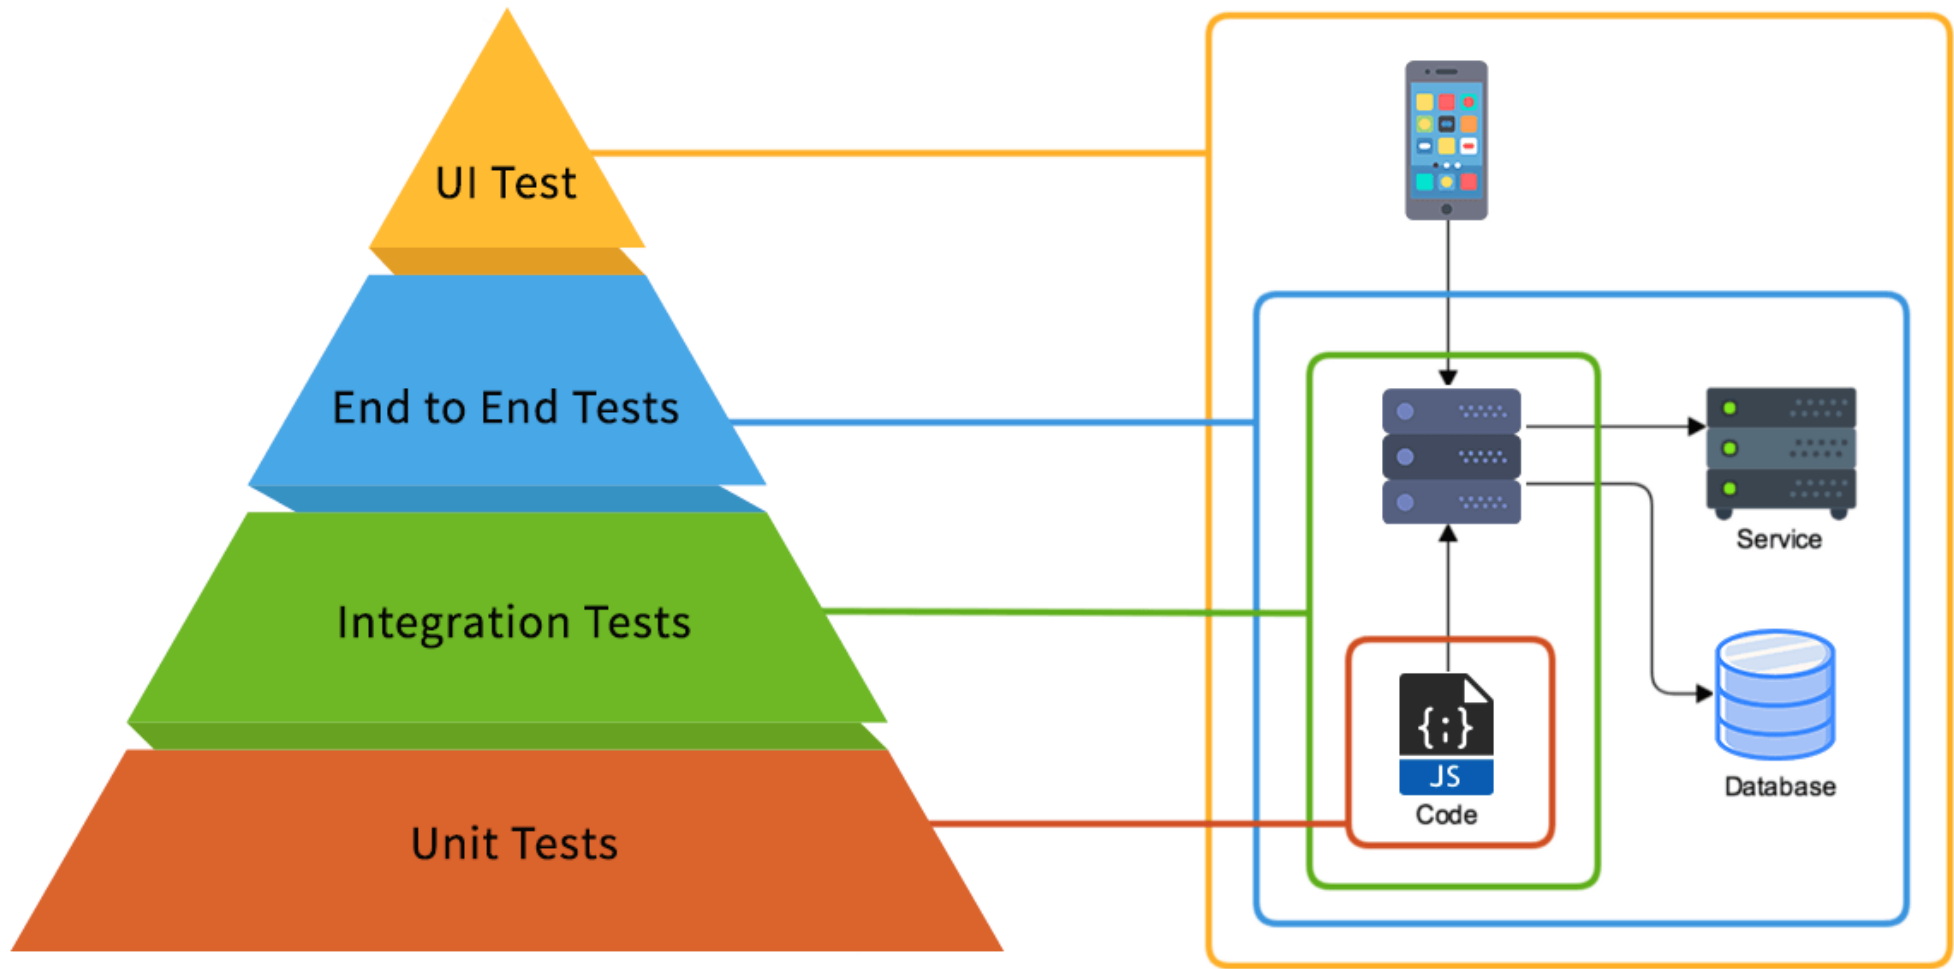 UI Test
End to End Tests
Integration Tests
Unit Tests
Service
Database
{;}
JS
Code